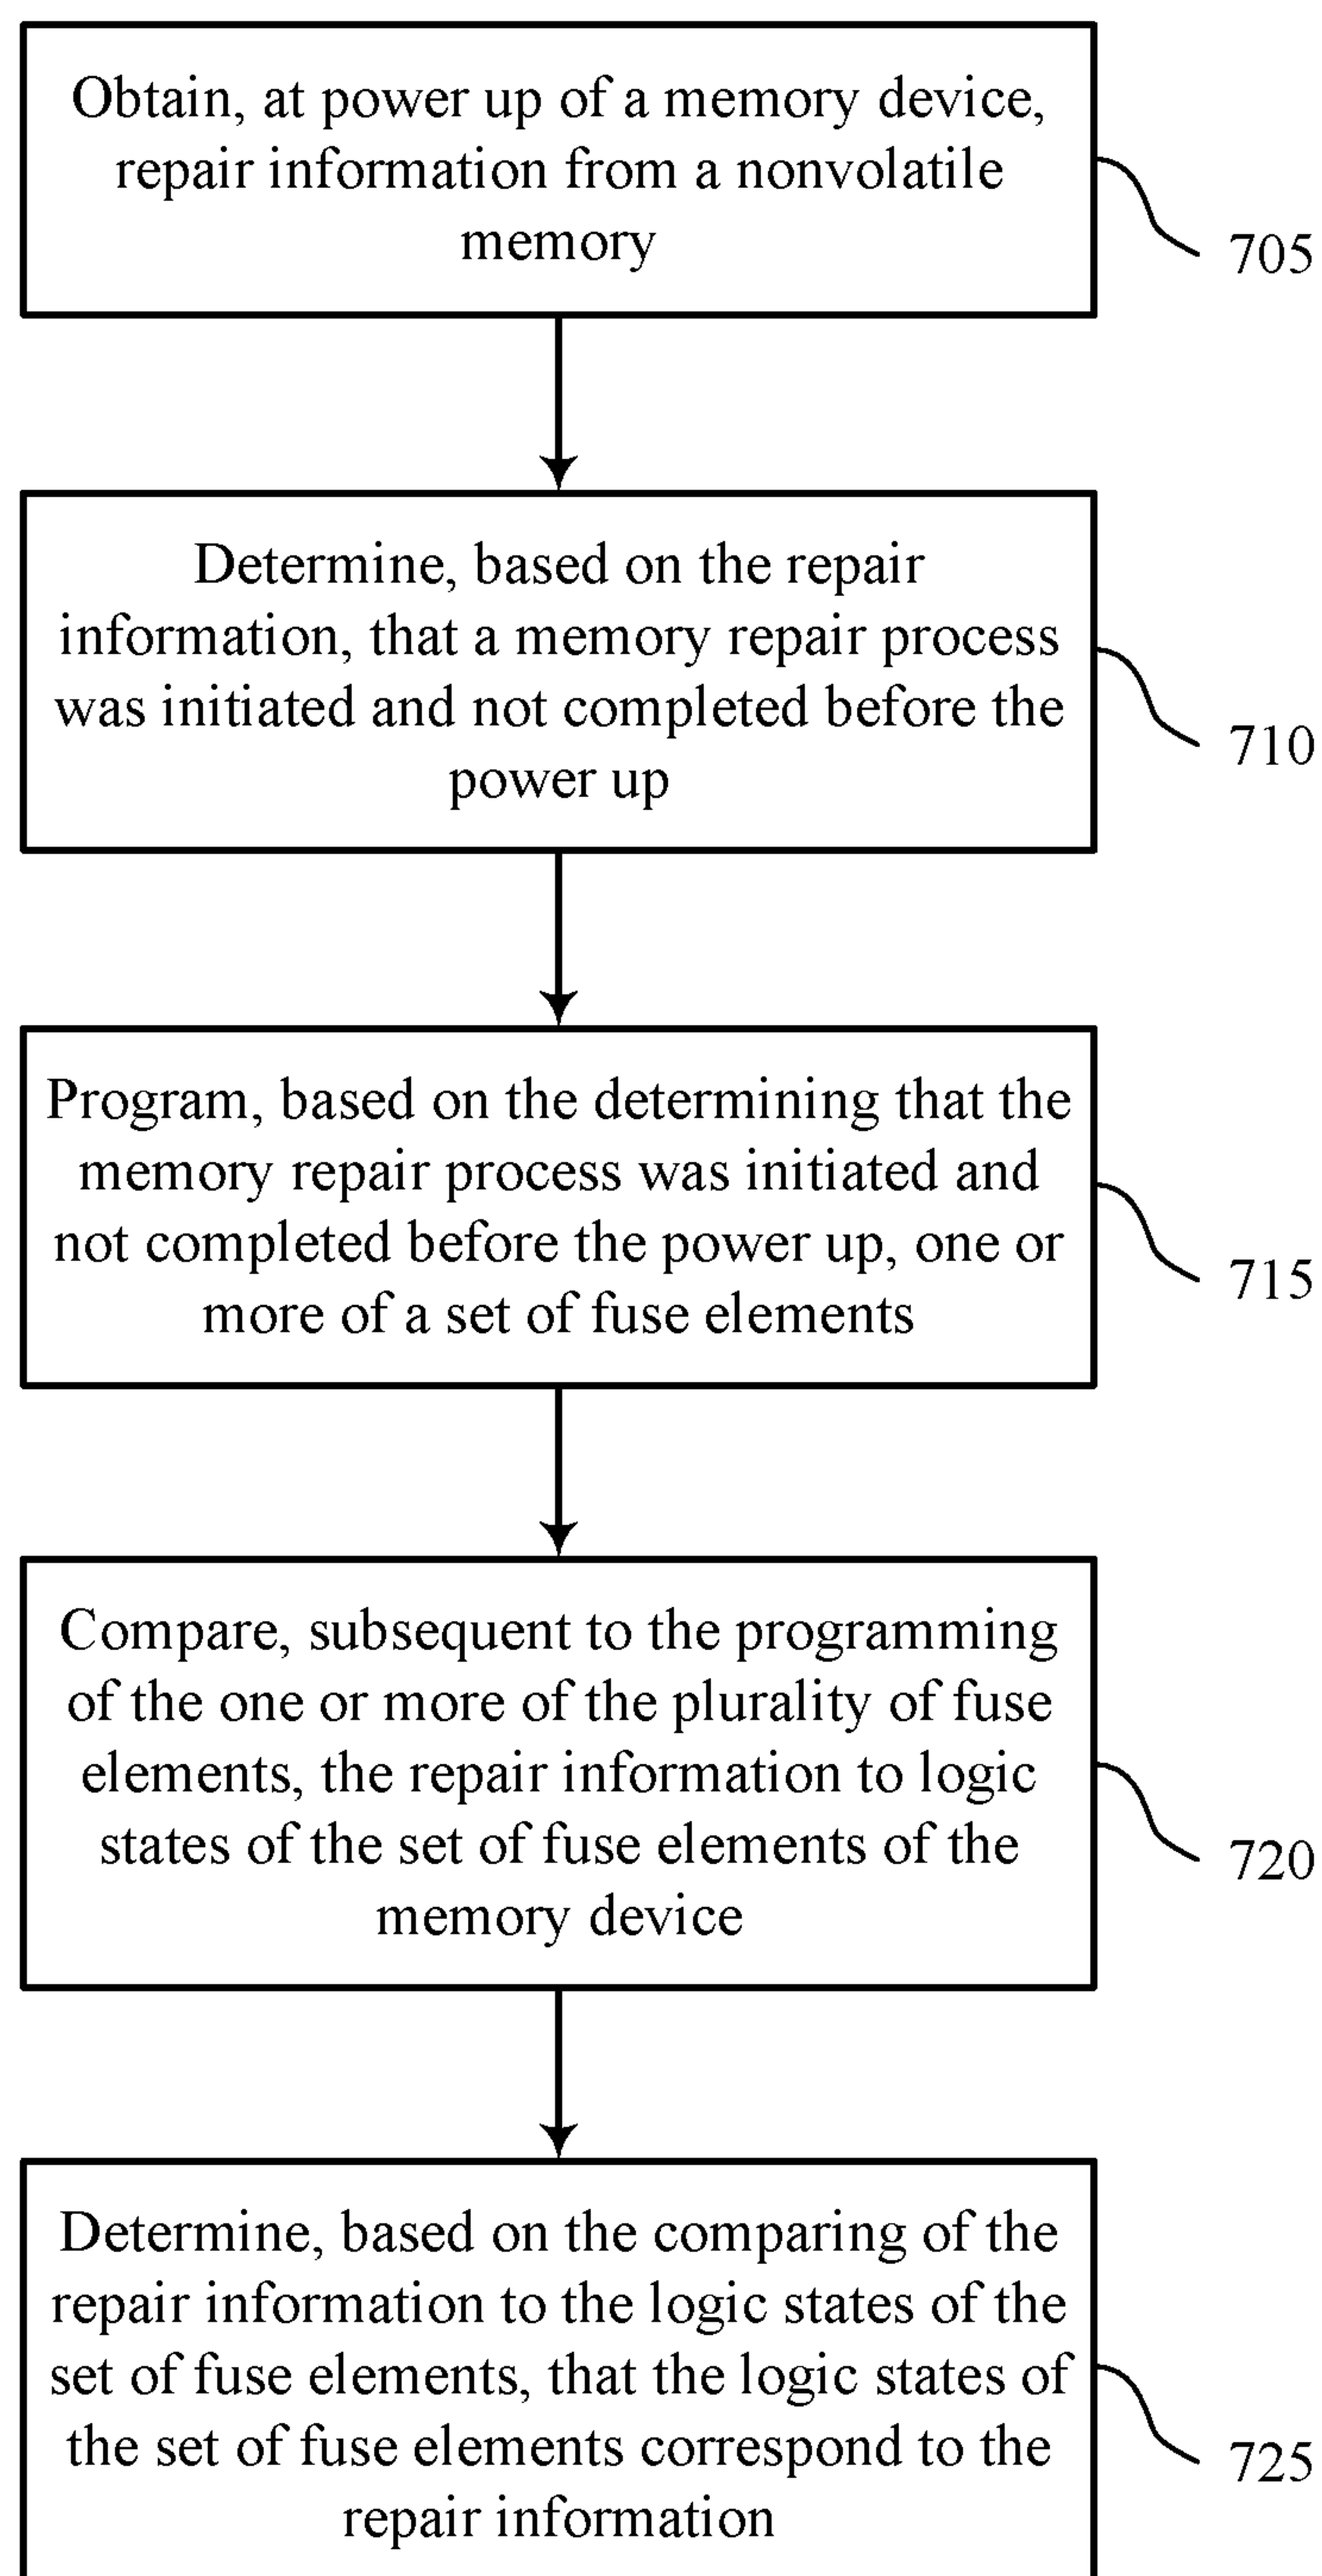 Obtain, at power up of a memory device,
repair information from a nonvolatile
memory
705
Determine, based on the repair
information, that a memory repair process
was initiated and not completed before the
power up
710
Program, based on the determining that the
memory repair process was initiated and
not completed before the power up, one or
more of a set of fuse elements
715
Compare, subsequent to the programming
of the one or more of the plurality of fuse
elements, the repair information to logic
states of the set of fuse elements of the
memory device
720
Determine, based on the comparing of the
repair information to the logic states of the
set of fuse elements, that the logic states of
the set of fuse elements correspond to the
repair information
725